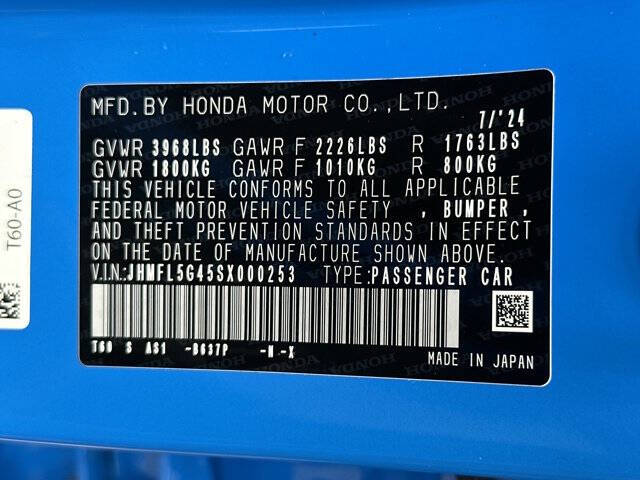 MFD.BY HONDA MOTOR CO.,LTD.
7/'24
GVWR 3968LBS GAWR F 2226LBS R 1763LBS
GVWR 1800KG GAWR F 1010KG R 800KG
THIS VEHICLE CONFORMS TO ALL APPLICABLE
FEDERAL MOTOR VEHICLE SAFETY , BUMPER ,
AND THEFT PREVENTION STANDARDS IN EFFECT
ON THE DATE OF MANUFACTURE SHOWN ABOVE.
V.I.N:JHMFL5G45SX000253 TYPE:PASSENGER CAR
T60 S AS1 -B637P -N -X
MADE IN JAPAN
T60-A0